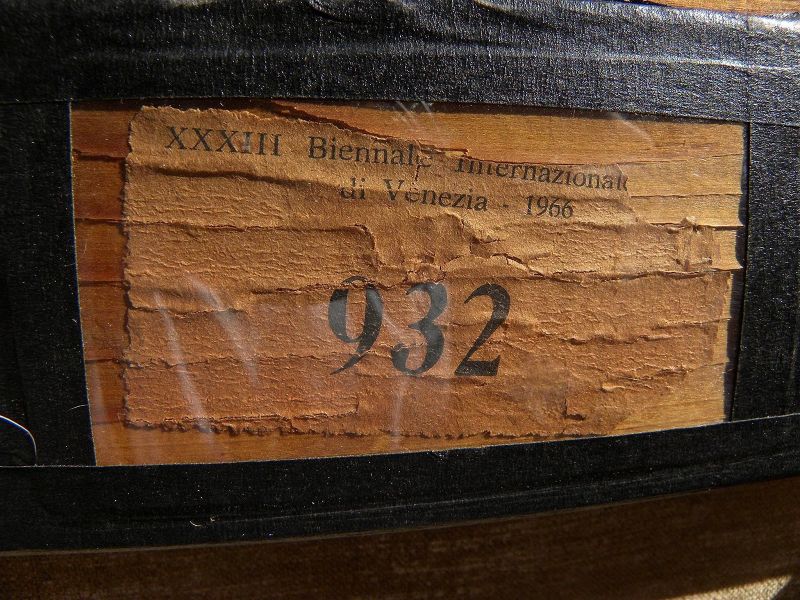 XXXIII Biennale Internazionale
di Venezia - 1966
932